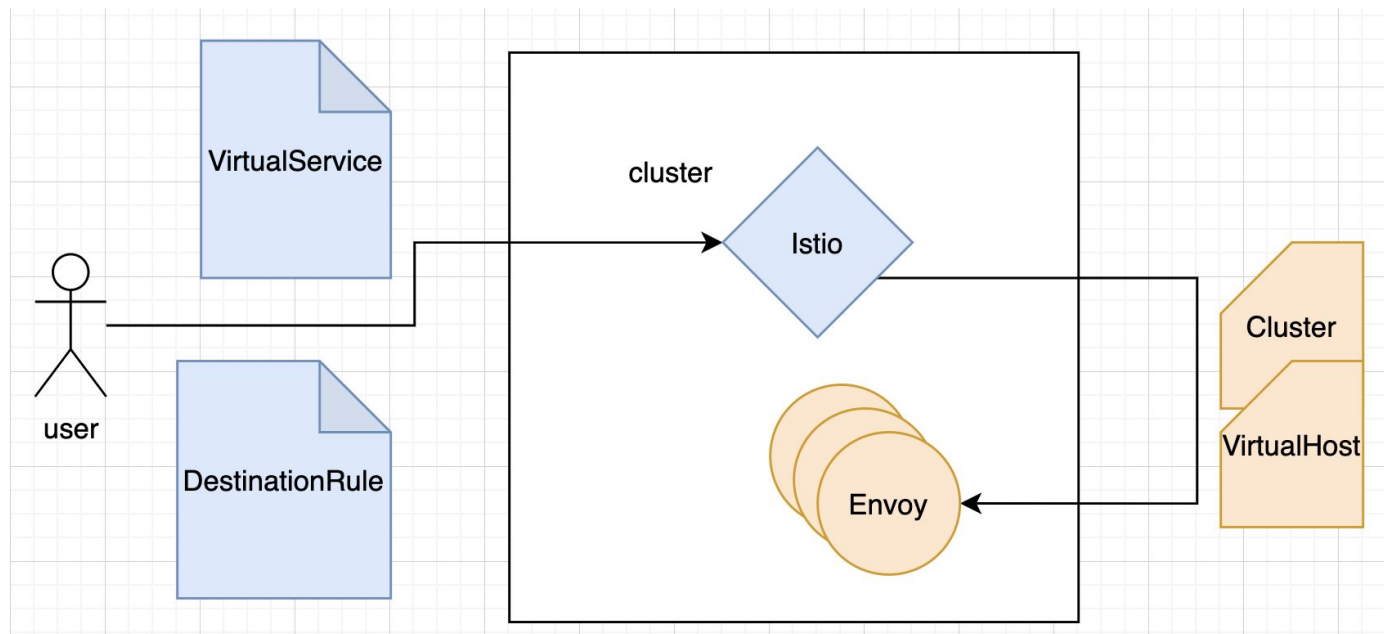 VirtualService
cluster
Istio
user
DestinationRule
Envoy
Cluster
VirtualHost